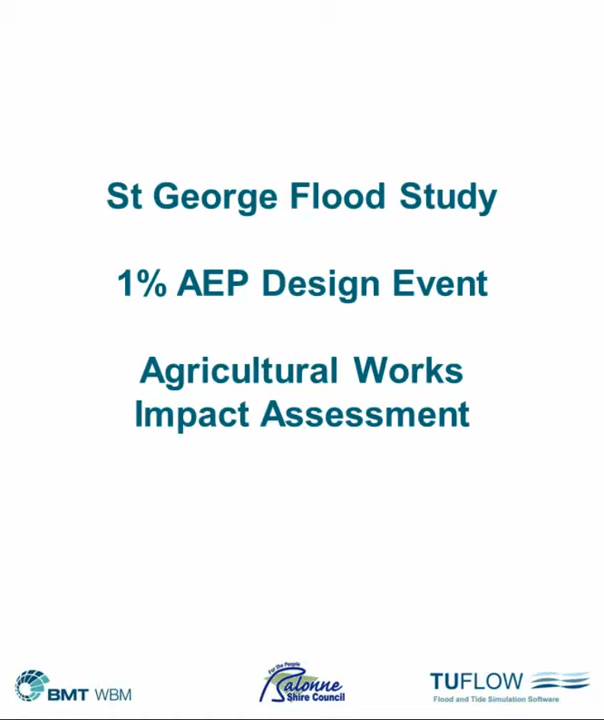 St George Flood Study
1% AEP Design Event
Agricultural Works
Impact Assessment
BMT WBM
For the People
Balonne
Shire Council
TUFLOW
Flood and Tide Simulation Software